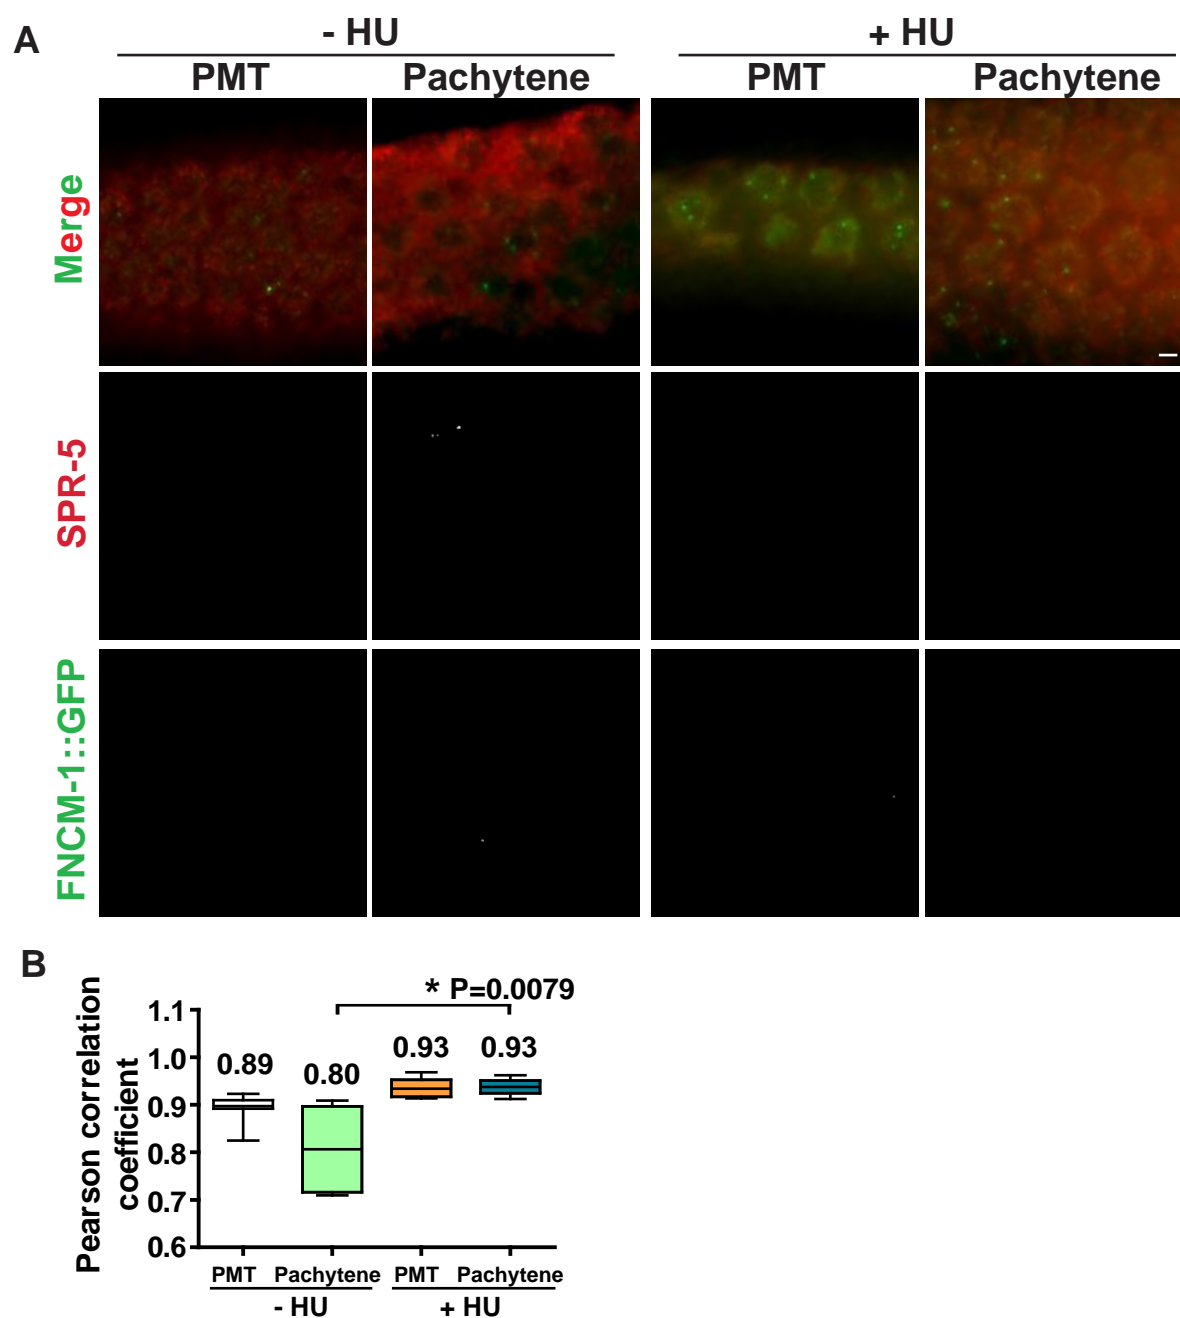 A
- HU
+ HU
PMT
Pachytene
PMT
Pachytene
Merge
SPR-5
FNCM-1::GFP
B
Pearson correlation
coefficient
* P=0.0079
1.1
1.0
0.9
0.8
0.7
0.6
0.89
0.80
0.93
0.93
PMT
Pachytene
PMT
Pachytene
- HU
+ HU